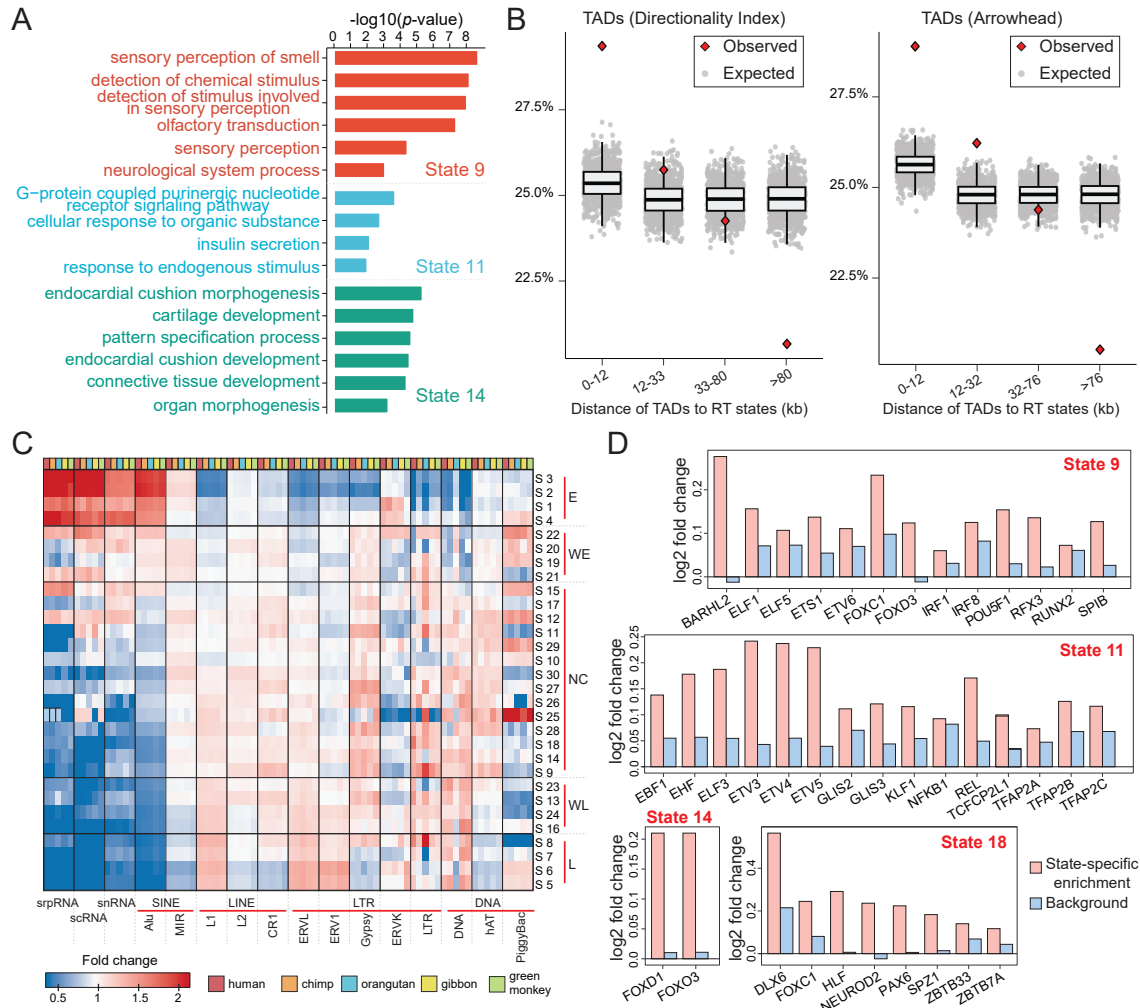 A
-log10(p-value)
0 1 2 3 4 5 6 7 8
sensory perception of smell
detection of chemical stimulus
detection of stimulus involved
in sensory perception
olfactory transduction
sensory perception
neurological system process
State 9
G−protein coupled purinergic nucleotide
receptor signaling pathway
cellular response to organic substance
insulin secretion
response to endogenous stimulus
State 11
endocardial cushion morphogenesis
cartilage development
pattern specification process
endocardial cushion development
connective tissue development
organ morphogenesis
State 14
B
TADs (Directionality Index)
Observed
Expected
27.5%
25.0%
22.5%
0-12 12-33 33-80 >80
Distance of TADs to RT states (kb)
TADs (Arrowhead)
Observed
Expected
27.5%
25.0%
22.5%
0-12 12-32 32-76 >76
Distance of TADs to RT states (kb)
C
S 3
S 2
S 1
S 4
E
S 22
S 20
S 19
S 21
WE
S 15
S 17
S 12
S 11
S 29
S 10
S 30
S 27
S 26
S 25
S 28
S 18
S 14
S 9
NC
S 23
S 13
S 24
S 16
WL
S 8
S 7
S 6
S 5
L
srpRNA snRNA SINE LINE LTR DNA
scRNA
Alu MIR L1 L2 CR1 ERVL ERV1 Gypsy ERVK LTR DNA hAT PiggyBac
Fold change
0.5 1 1.5 2
human chimp orangutan gibbon green
monkey
D
State 9
log2 fold change
0.2
0.0
BARHL2 ELF1 ELF5 ETS1 ETV6 FOXC1 FOXD3 IRF1 IRF8 POU5F1 RFX3 RUNX2 SPIB
State 11
log2 fold change
0.25
0.2
0.15
0.1
0.05
0.0
EBF1 EHF ELF3 ETV3 ETV4 ETV5 GLIS2 GLIS3 KLF1 NFKB1 REL TCFCP2L1 TFAP2A TFAP2B TFAP2C
State 14
log2 fold change
0.2
0.15
0.1
0.05
0.0
FOXD1 FOXO3
State 18
log2 fold change
0.4
0.2
0.0
DLX6 FOXC1 HLF NEUROD2 PAX6 SPZ1 ZBTB33 ZBTB7A
State-specific
enrichment
Background